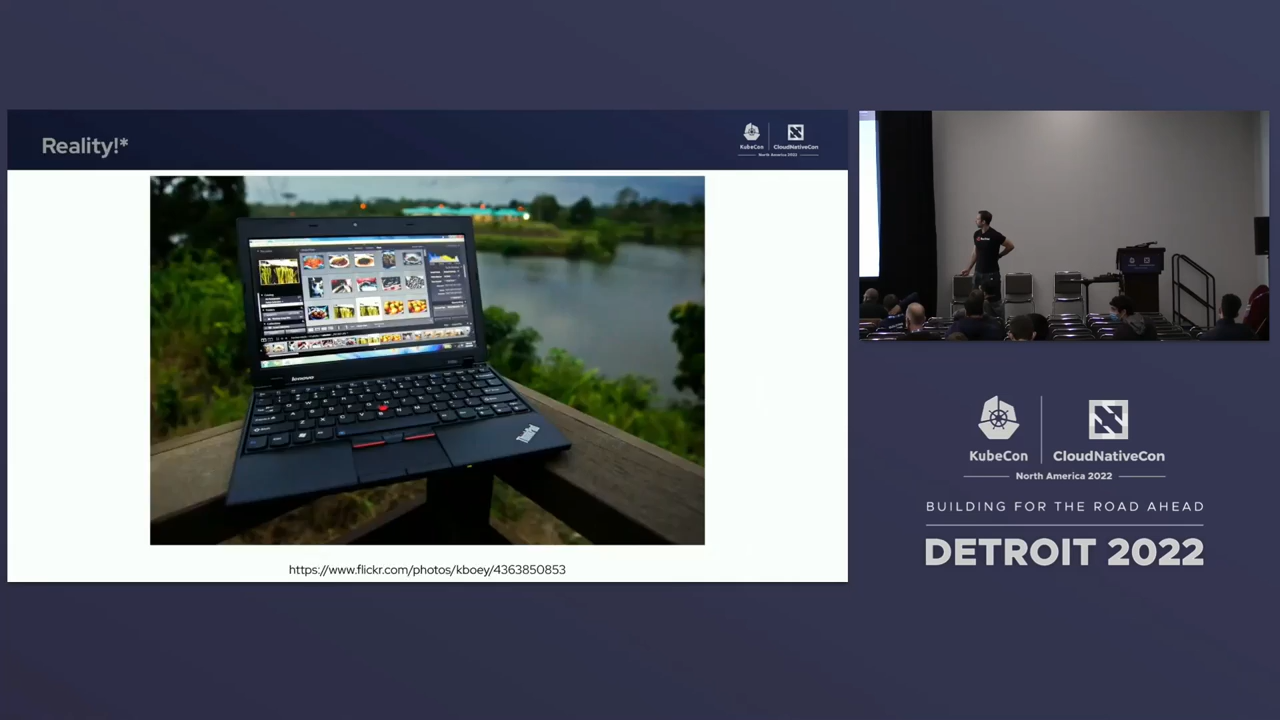 Reality!*
KubeCon
CloudNativeCon
North America 2022
lenovo
ThinkPad
https://www.flickr.com/photos/kboey/4363850853
KubeCon
CloudNativeCon
North America 2022
BUILDING FOR THE ROAD AHEAD
DETROIT 2022